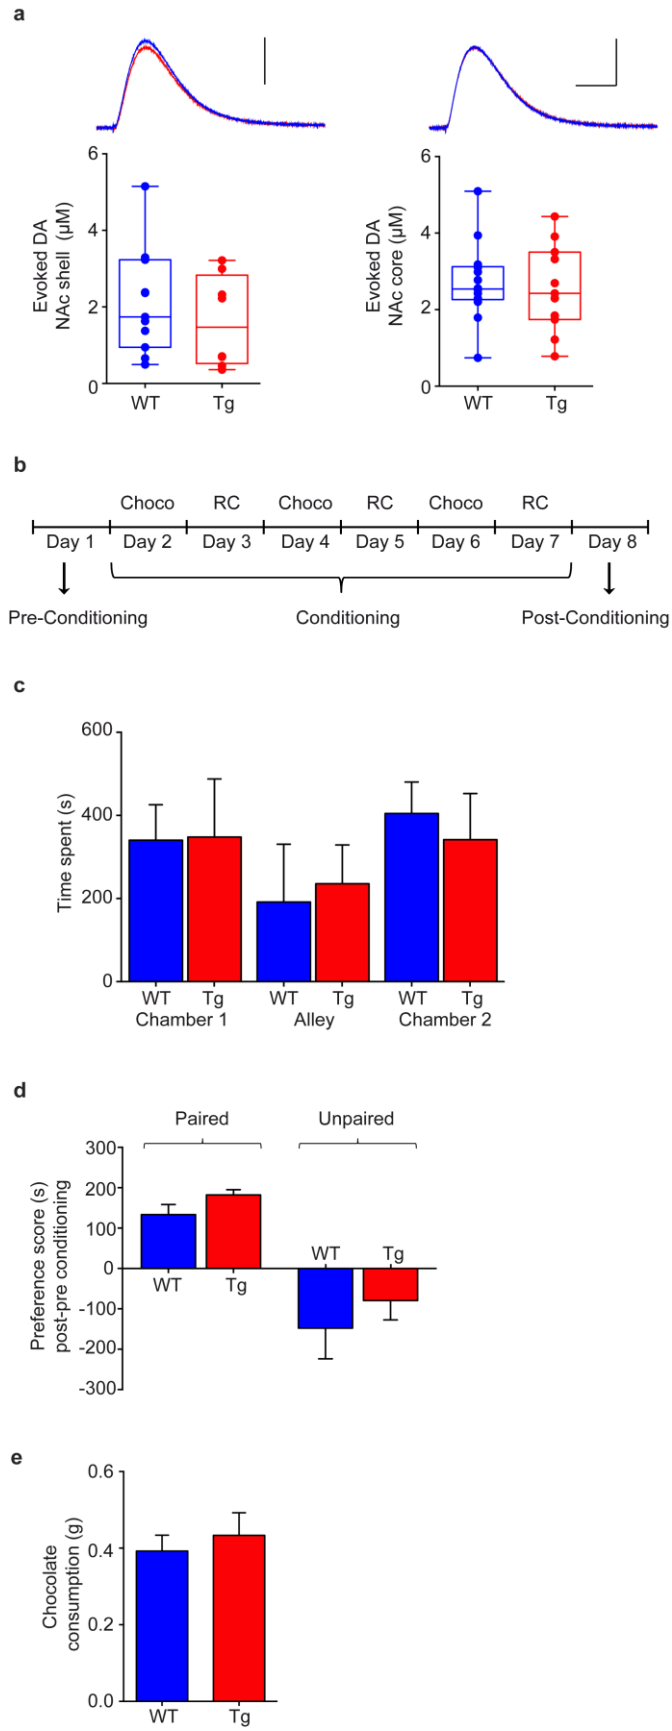 a
6
4
2
0
Evoked DA
NAc shell (µM)
WT Tg
6
4
2
0
Evoked DA
NAc core (µM)
WT Tg
b
Choco RC Choco RC Choco RC
Day 1 Day 2 Day 3 Day 4 Day 5 Day 6 Day 7 Day 8
Pre-Conditioning Conditioning Post-Conditioning
c
600
400
200
0
Time spent (s)
WT Tg WT Tg WT Tg
Chamber 1 Alley Chamber 2
d
Paired Unpaired
300
200
100
0
-100
-200
-300
Preference score (s)
post-pre conditioning
WT Tg
WT Tg
e
0.6
0.4
0.2
0.0
Chocolate
consumption (g)
WT Tg